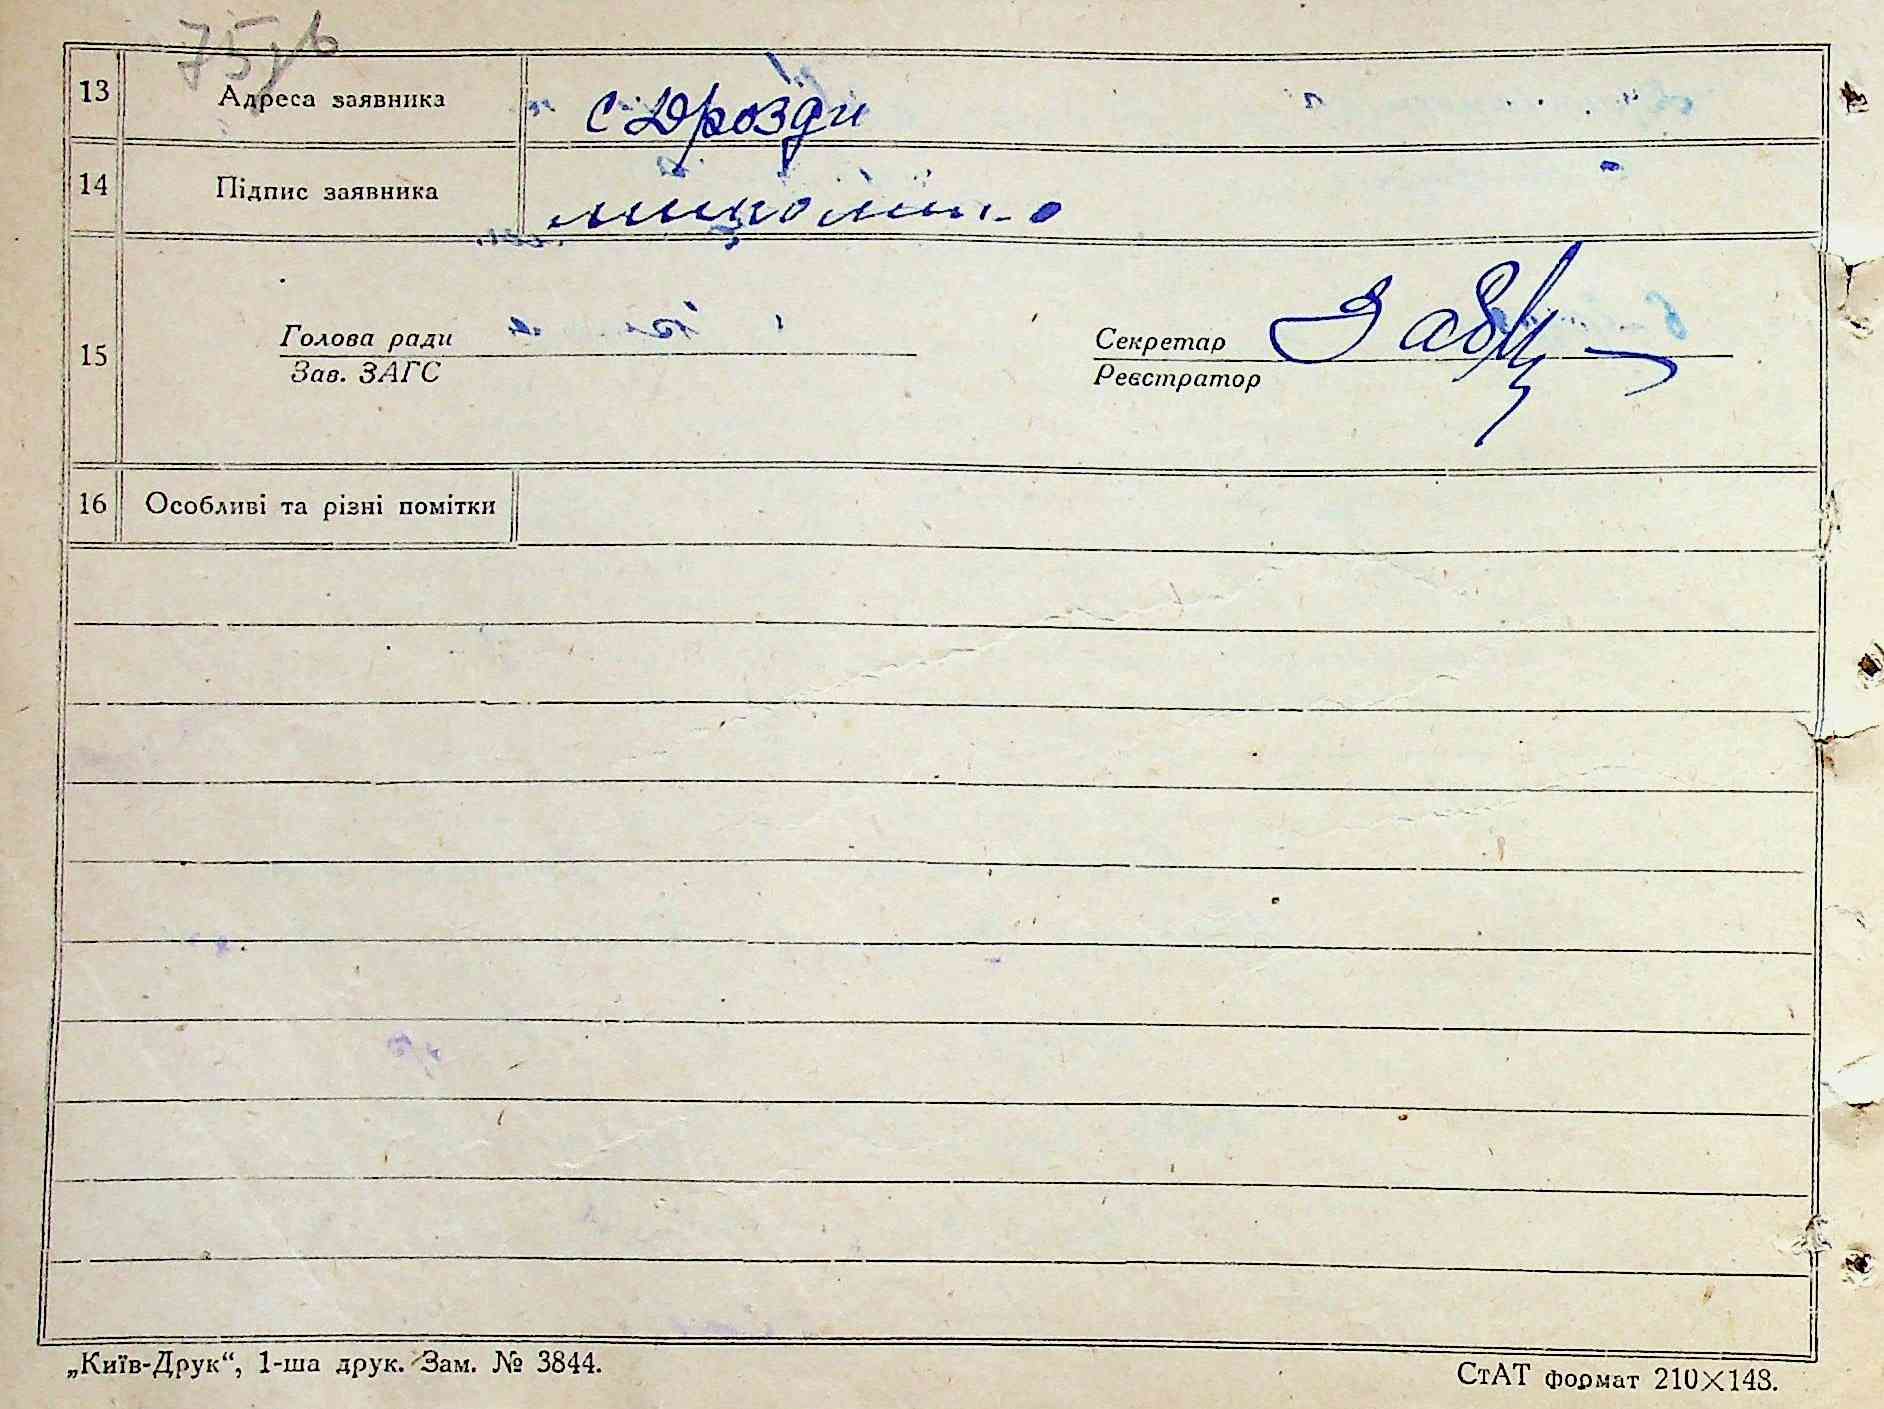 75
13 Адреса заявника с Дрозди
14 Підпис заявника
15 Голова ради Секретар
Зав. ЗАГС Реєстратор
16 Особливі та різні помітки
„Київ-Друк“, 1-ша друк. Зам. № 3844. СтАТ формат 210×148.